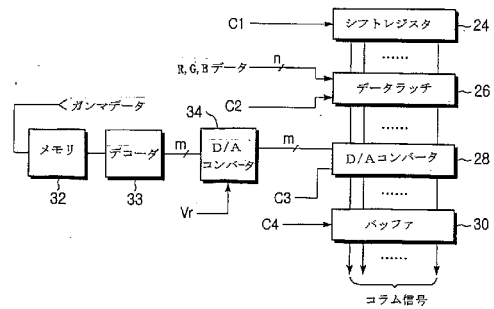 C1
シフトレジスタ
24
R, G, Bデータ
n
データラッチ
26
C2
ガンマデータ
34
メモリ
デコーダ
m
D/A
コンバータ
m
D/Aコンバータ
28
32
33
C3
Vr
C4
バッファ
30
コラム信号